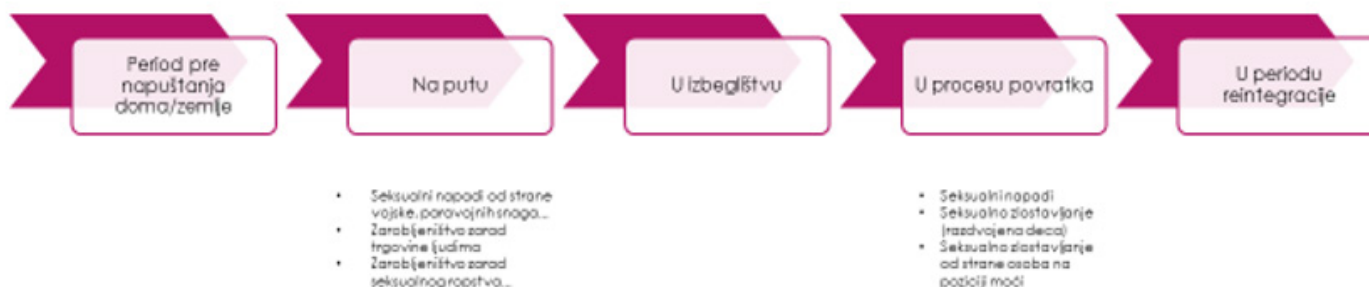 Period pre
napuštanja
doma/zemlje
Na putu
U izbeglištvu
U procesu povratka
U periodu
reintegracije
• Seksualni napadi od strane
vojske, paravojnih snaga...
• Zarobljeništvo zarad
trgovine ljudima
• Zarobljeništvo zarad
seksualnog ropstva...
• Seksualni napadi
• Seksualno zlostavljanje
(razdvojena deca)
• Seksualno zlostavljanje
od strane osoba na
poziciji moći